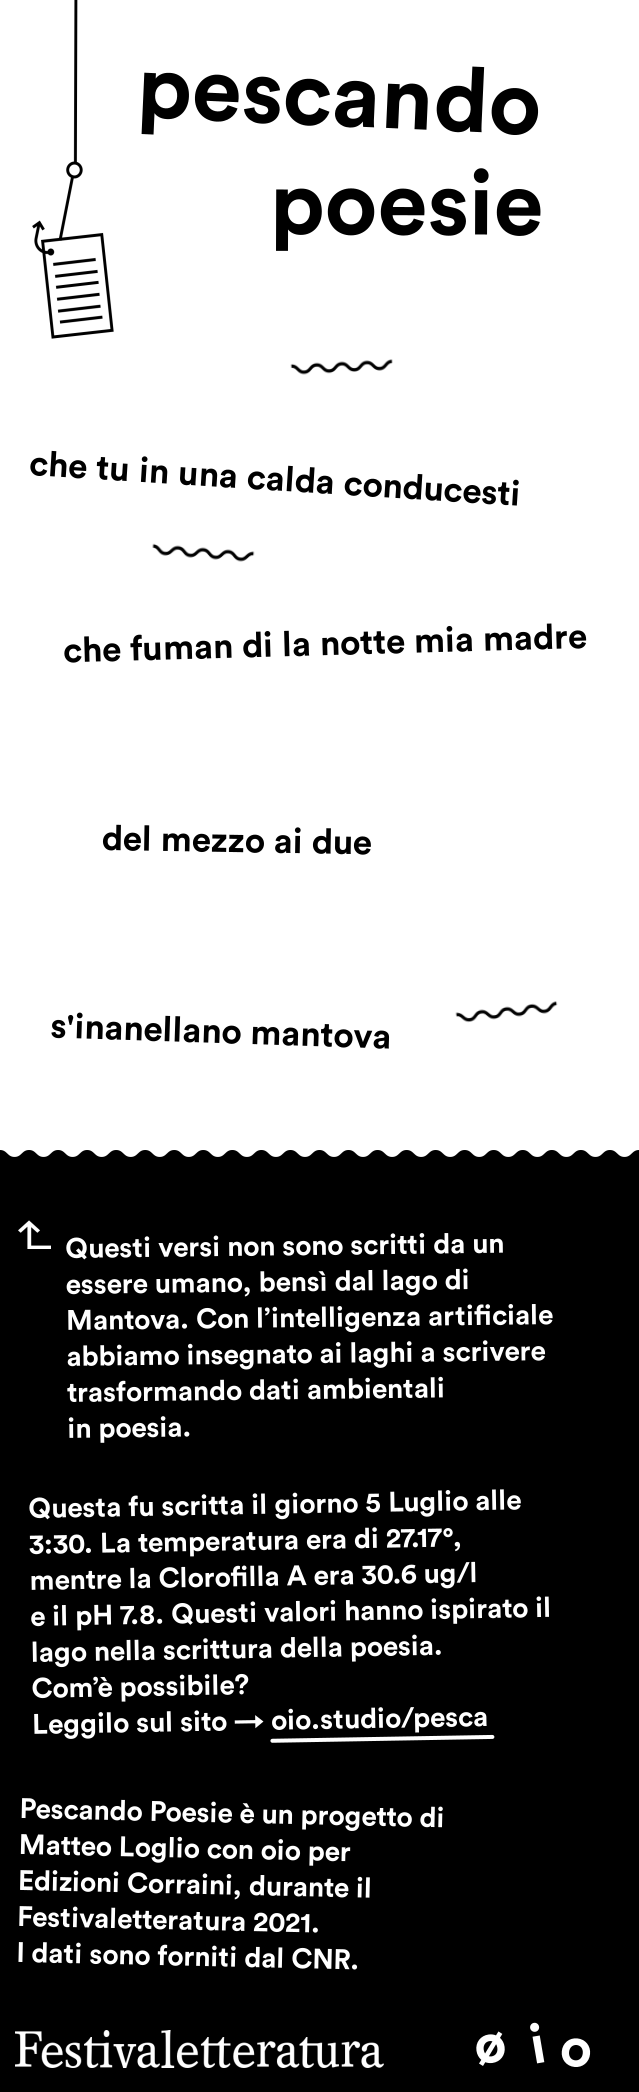 pescando
poesie
che tu in una calda conducesti
che fuman di la notte mia madre
del mezzo ai due
s'inanellano mantova
Questi versi non sono scritti da un
essere umano, bensì dal lago di
Mantova. Con l’intelligenza artificiale
abbiamo insegnato ai laghi a scrivere
trasformando dati ambientali
in poesia.
Questa fu scritta il giorno 5 Luglio alle
3:30. La temperatura era di 27.17°,
mentre la Clorofilla A era 30.6 ug/l
e il pH 7.8. Questi valori hanno ispirato il
lago nella scrittura della poesia.
Com’è possibile?
Leggilo sul sito → oio.studio/pesca
Pescando Poesie è un progetto di
Matteo Loglio con oio per
Edizioni Corraini, durante il
Festivaletteratura 2021.
I dati sono forniti dal CNR.
Festivaletteratura øio